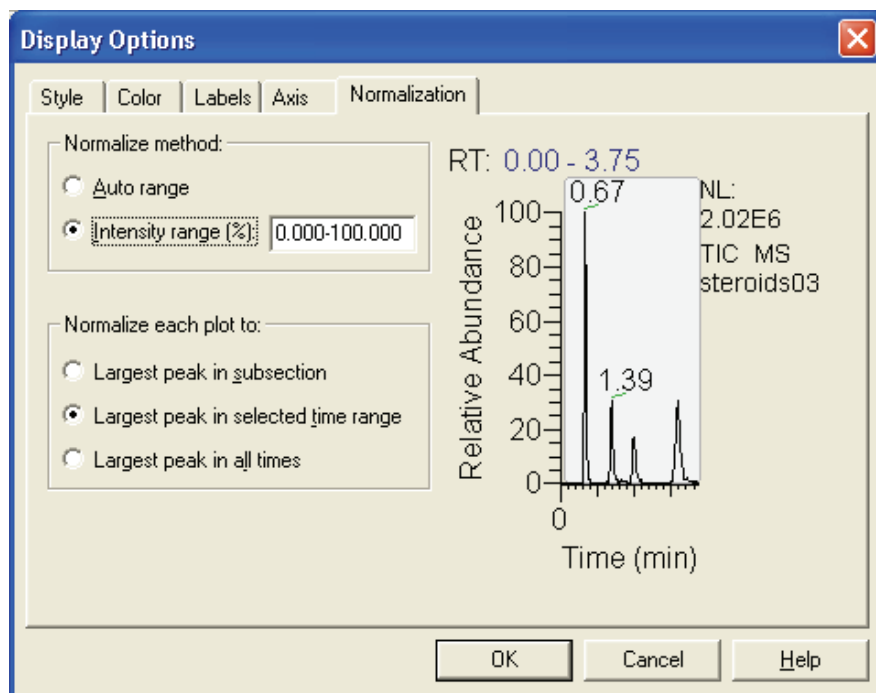 Display Options
Style Color Labels Axis Normalization
Normalize method:
Auto range
Intensity range (%): 0.000-100.000
Normalize each plot to:
Largest peak in subsection
Largest peak in selected time range
Largest peak in all times
RT: 0.00 - 3.75
0.67
NL:
2.02E6
TIC MS
steroids03
100
80
60
40
20
0
1.39
Relative Abundance
0
Time (min)
OK Cancel Help